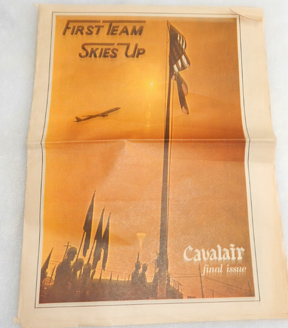 FIRST TEAM
SKIES UP
Cavalair
final issue